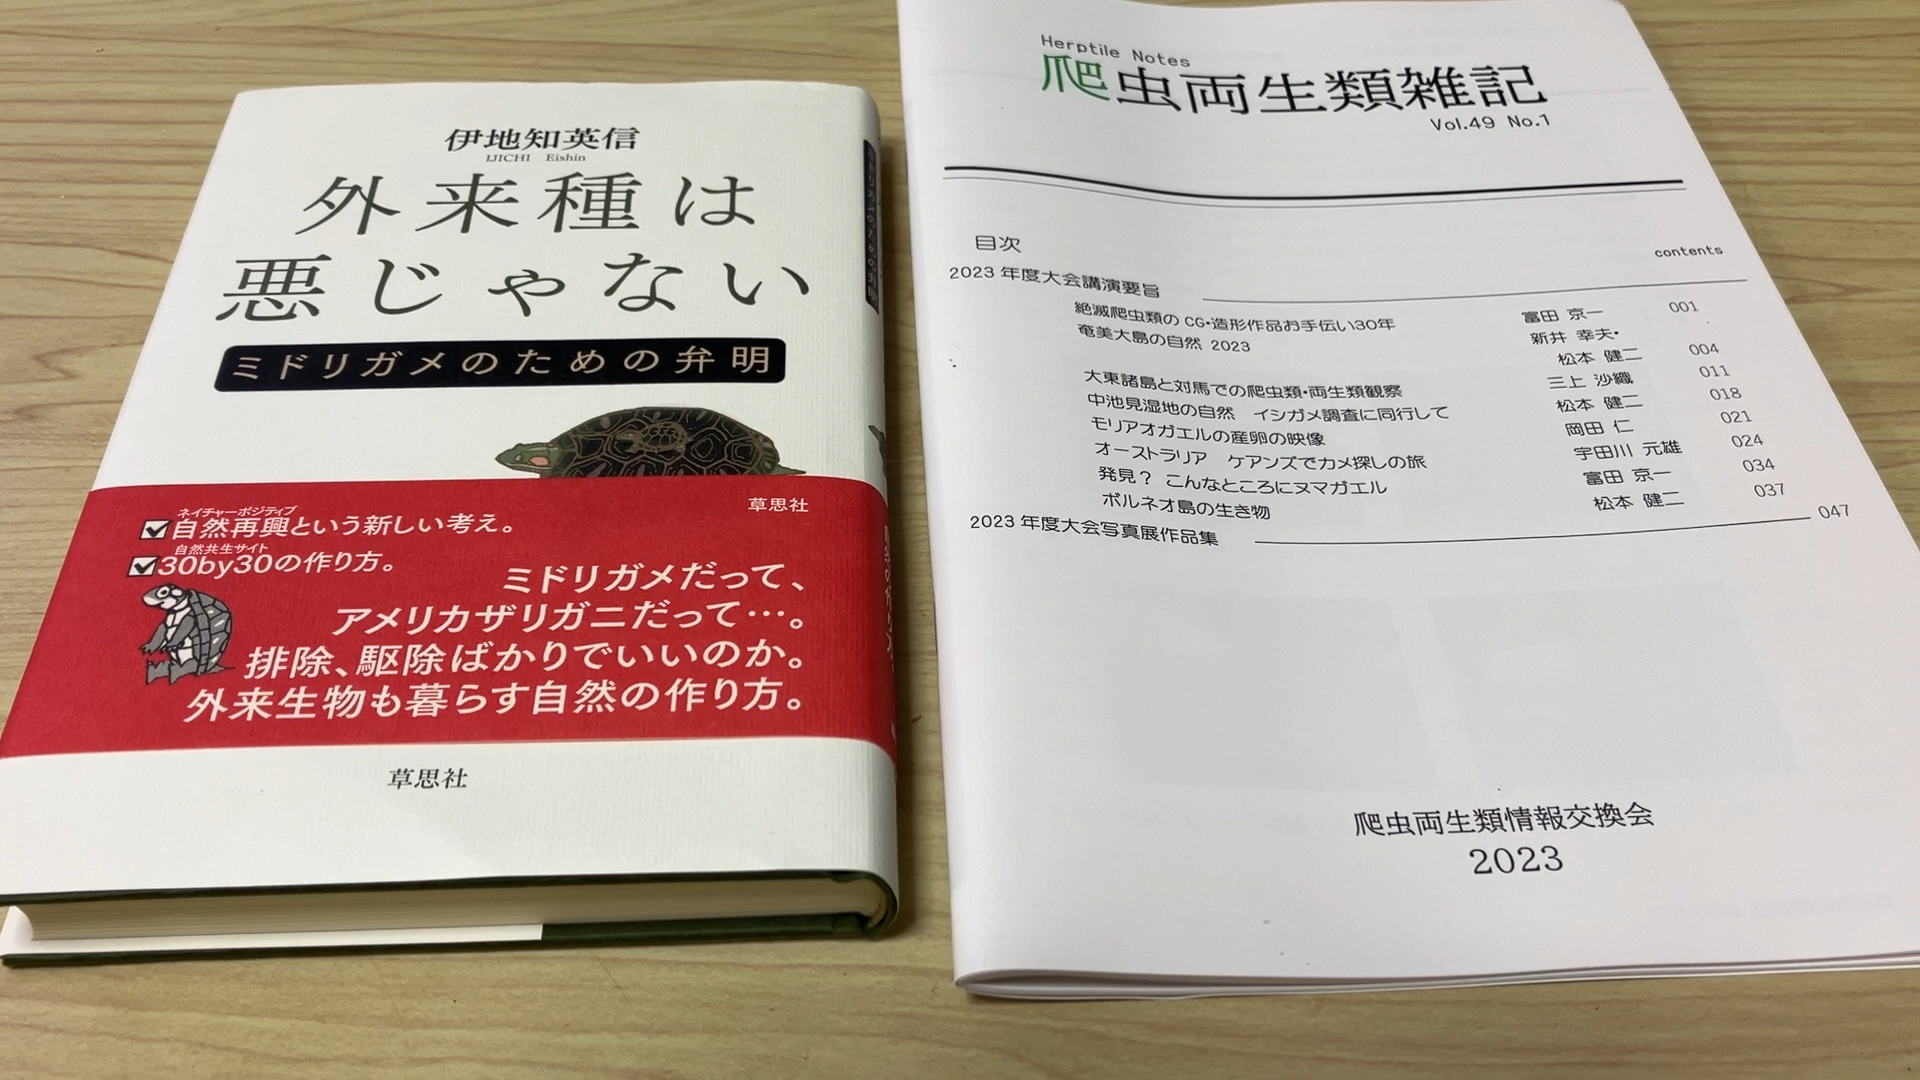 伊地知英信
IJICHI Eishin
外来種は
悪じゃない
ミドリガメのための弁明
草思社
ネイチャーポジティブ
自然再興という新しい考え。
自然共生サイト
30by30の作り方。
ミドリガメだって、
アメリカザリガニだって…。
排除、駆除ばかりでいいのか。
外来生物も暮らす自然の作り方。
草思社
Herptile Notes
爬虫両生類雑記
Vol.49 No.1
目次
contents
2023年度大会講演要旨
絶滅爬虫類のCG・造形作品お手伝い30年 富田 京一 001
奄美大島の自然 2023 新井 幸夫・
松本 健二 004
大東諸島と対馬での爬虫類・両生類観察 三上 沙織 011
中池見湿地の自然 イシガメ調査に同行して 松本 健二 018
モリアオガエルの産卵の映像 岡田 仁 021
オーストラリア ケアンズでカメ探しの旅 宇田川 元雄 024
発見？ こんなところにヌマガエル 富田 京一 034
ボルネオ島の生き物 松本 健二 037
2023年度大会写真展作品集 047
爬虫両生類情報交換会
2023